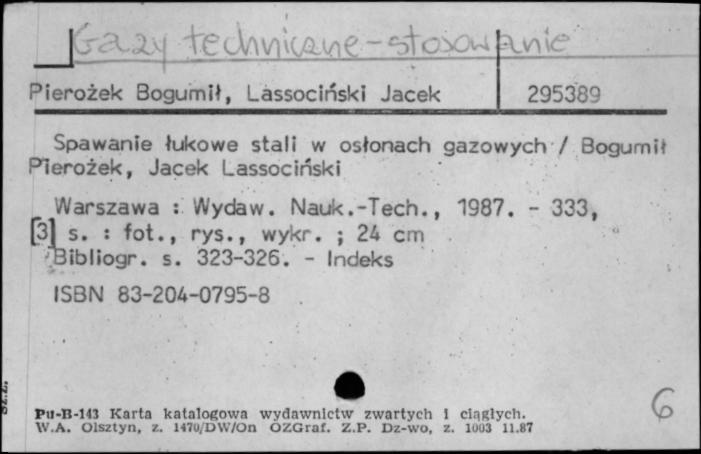 Gazy techniczne - stosowanie
Pierożek Bogumił, Lassociński Jacek 295389
Spawanie łukowe stali w osłonach gazowych / Bogumił
Pierożek, Jacek Lassociński
Warszawa : Wydaw. Nauk.-Tech., 1987. - 333,
[3] s. : fot., rys., wykr. ; 24 cm
Bibliogr. s. 323-326. - Indeks
ISBN 83-204-0795-8
Pu-B-143 Karta katalogowa wydawnictw zwartych i ciągłych.
W.A. Olsztyn, z. 1470/DW/On OZGraf. Z.P. Dz-wo, z. 1003 11.87
6